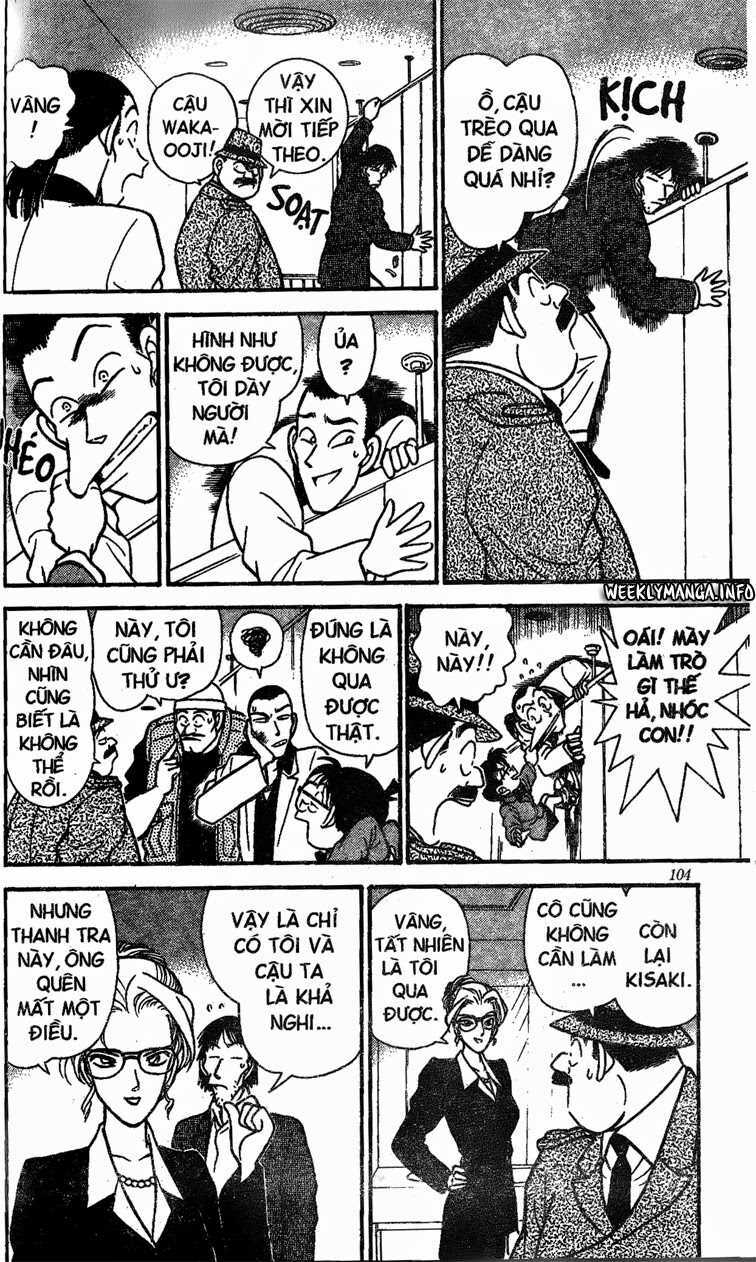 KỊCH
Ồ, CẬU
TRÈO QUA
DỄ DÀNG
QUÁ NHỈ?
VẬY
THÌ XIN
MỜI TIẾP
THEO.
CẬU
WAKA-
OOJI!
SOẠT
VÂNG
!
ỦA
?
HÌNH NHƯ
KHÔNG ĐƯỢC,
TÔI DÀY
NGƯỜI
MÀ!
NHÉO
WEEKLYMANGA.INFO
OÁI! MÀY
LÀM TRÒ
GÌ THẾ
HẢ, NHÓC
CON!!
NÀY,
NÀY!!
ĐÚNG LÀ
KHÔNG
QUA
ĐƯỢC
THẬT.
NÀY, TÔI
CŨNG PHẢI
THỬ Ư?
KHÔNG
CẦN ĐÂU,
NHÌN
CŨNG
BIẾT LÀ
KHÔNG
THỂ
RỒI.
104
CÒN
LẠI
KISAKI.
CÔ CŨNG
KHÔNG
CẦN LÀM
...
VÂNG,
TẤT NHIÊN
LÀ TÔI
QUA
ĐƯỢC.
VẬY LÀ CHỈ
CÓ TÔI VÀ
CẬU TA
LÀ KHẢ
NGHI...
NHƯNG
THANH TRA
NÀY, ÔNG
QUÊN
MẤT MỘT
ĐIỀU.